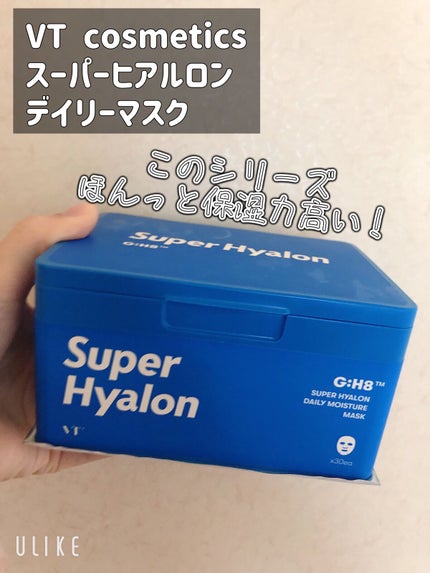 VT cosmetics
スーパーヒアルロン
デイリーマスク
このシリーズ
ほんっと保湿力高い！
Super Hyalon
G:H8™
Super
Hyalon
VT
G:H8™
SUPER HYALON
DAILY MOISTURE
MASK
x30ea
ULIKE